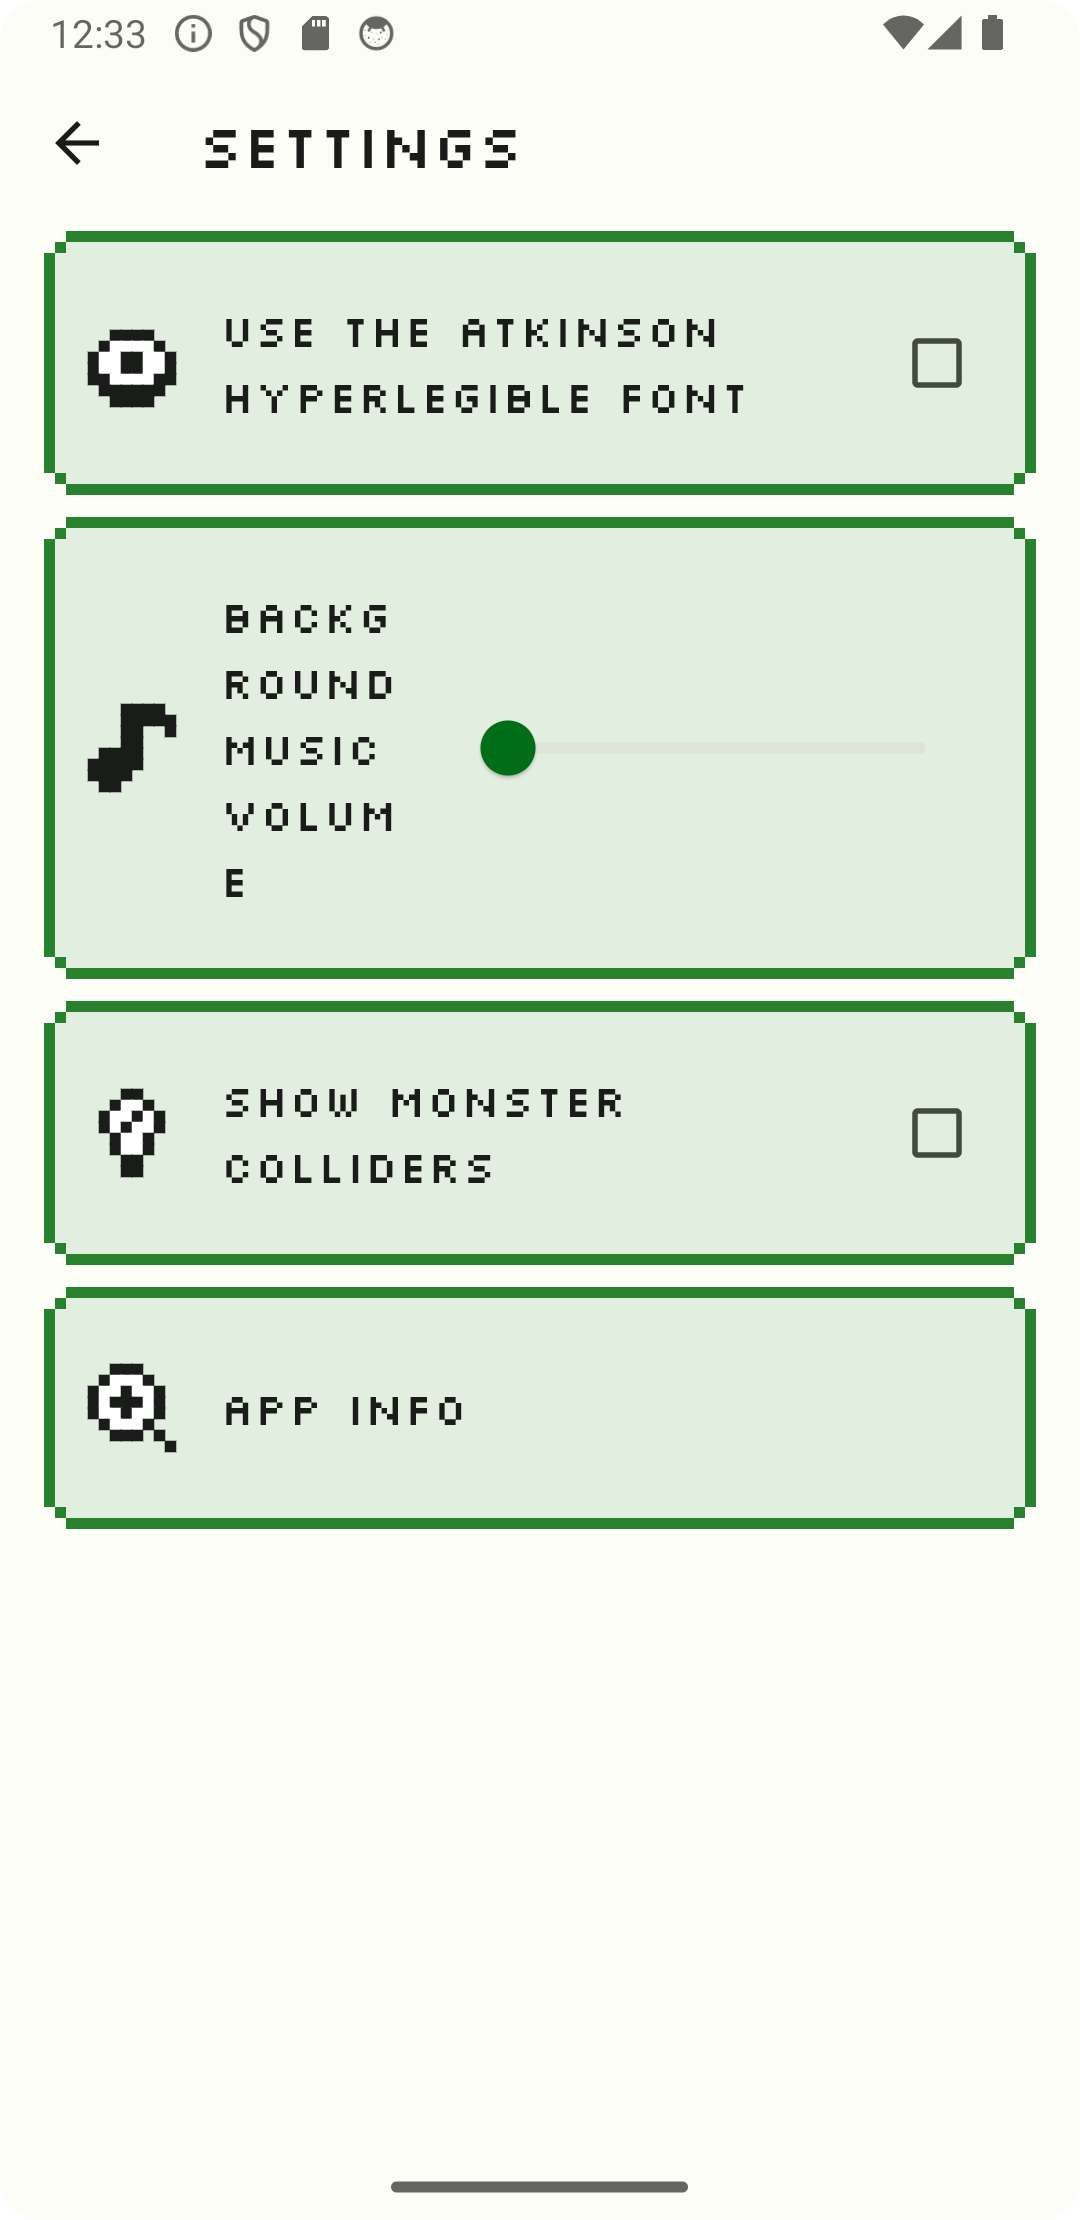 12:33
SETTINGS
USE THE ATKINSON
HYPERLEGIBLE FONT
BACKG
ROUND
MUSIC
VOLUM
E
SHOW MONSTER
COLLIDERS
APP INFO